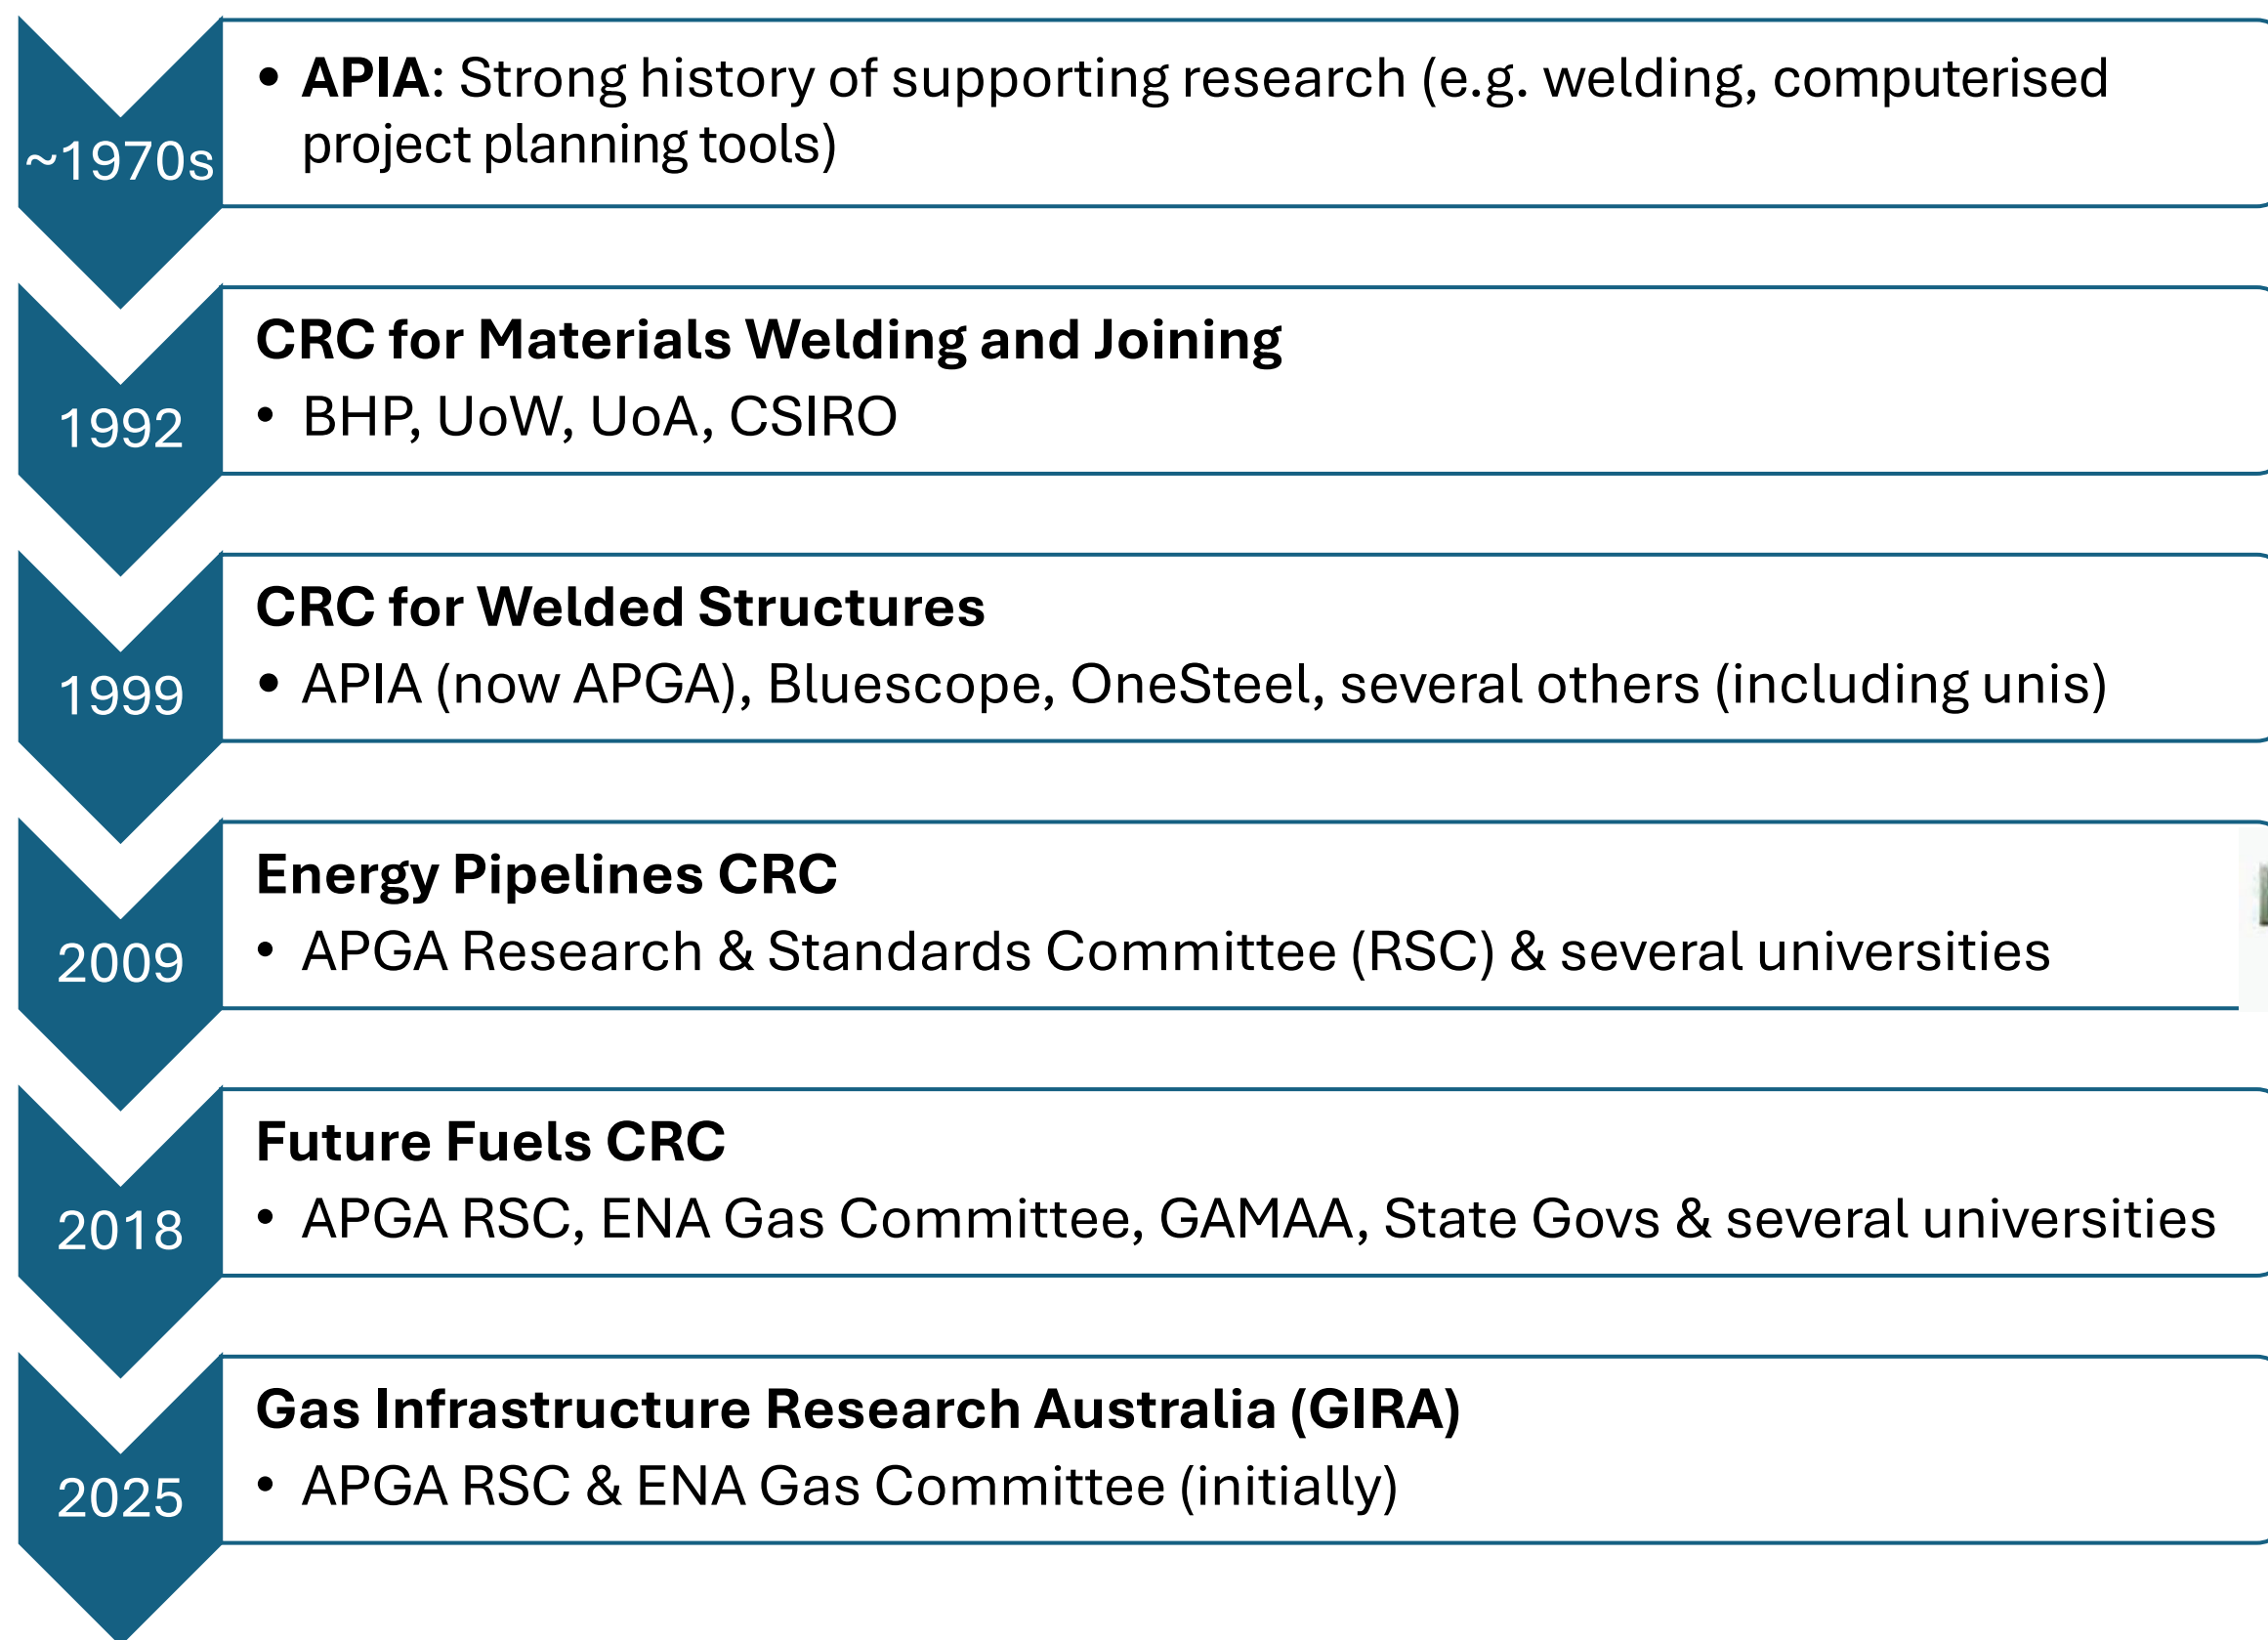 ~1970s
• APIA: Strong history of supporting research (e.g. welding, computerised
project planning tools)
1992
CRC for Materials Welding and Joining
• BHP, UoW, UoA, CSIRO
1999
CRC for Welded Structures
• APIA (now APGA), Bluescope, OneSteel, several others (including unis)
2009
Energy Pipelines CRC
• APGA Research & Standards Committee (RSC) & several universities
2018
Future Fuels CRC
• APGA RSC, ENA Gas Committee, GAMAA, State Govs & several universities
2025
Gas Infrastructure Research Australia (GIRA)
• APGA RSC & ENA Gas Committee (initially)